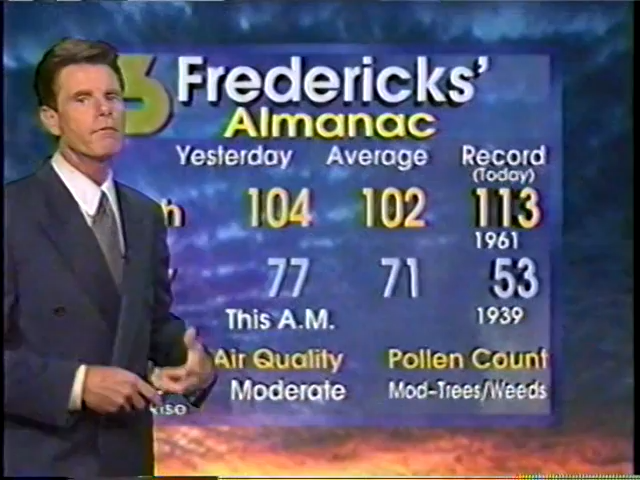 Fredericks'
Almanac
Yesterday Average Record
(Today)
104 102 113
1961
77 71 53
This A.M. 1939
Air Quality Pollen Count
Moderate Mod-Trees/Weeds